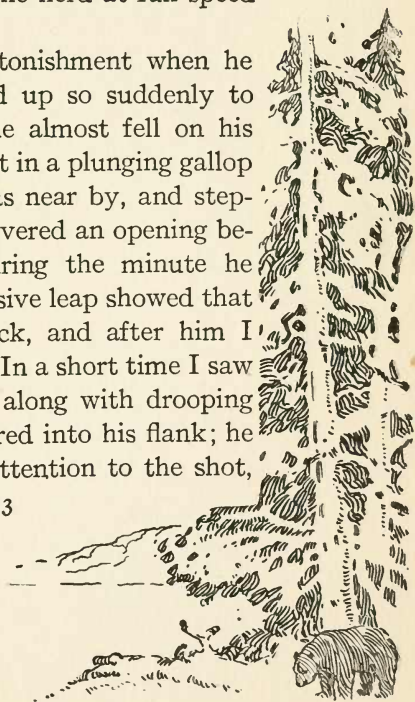 the herd at full speed
tonishment when he
d up so suddenly to
e almost fell on his
t in a plunging gallop
s near by, and step-
vered an opening be-
ring the minute he
sive leap showed that
ck, and after him I
In a short time I saw
along with drooping
red into his flank; he
ttention to the shot,
3